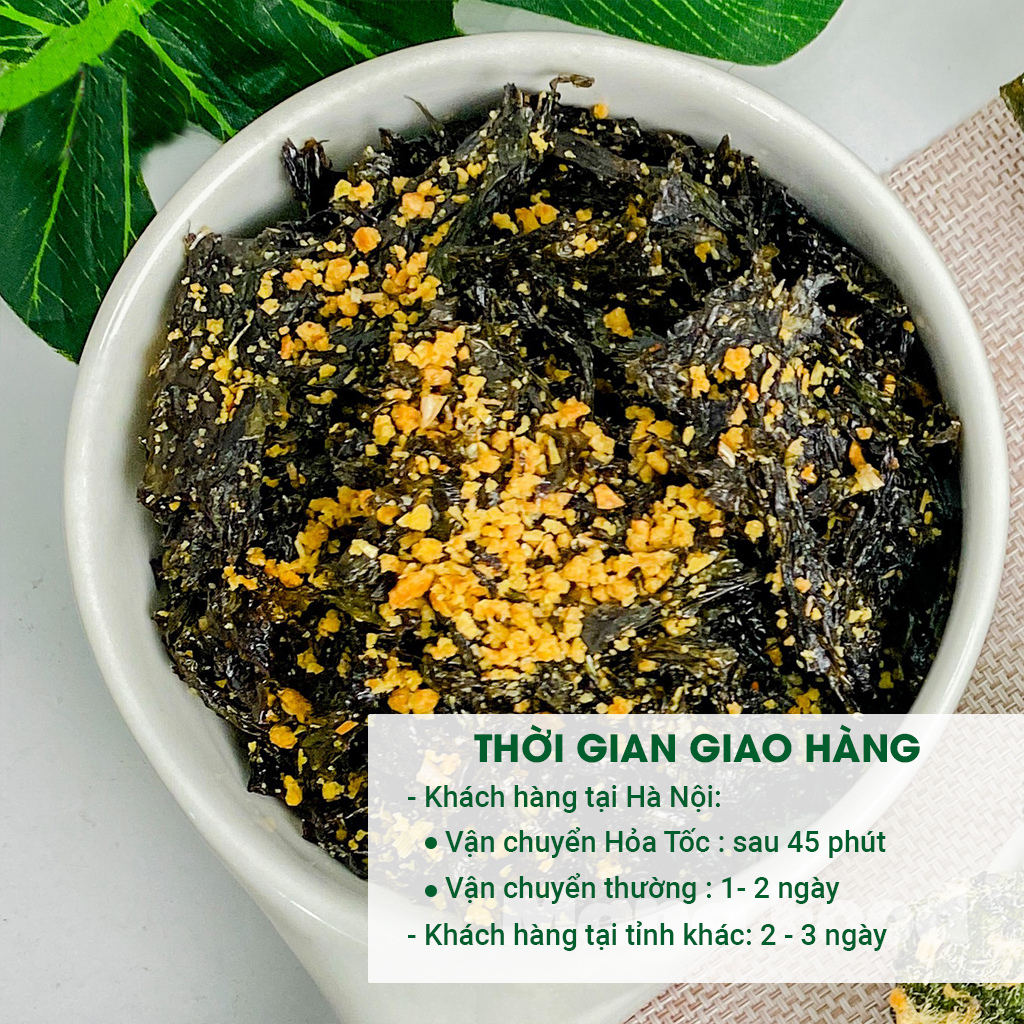 THỜI GIAN GIAO HÀNG
- Khách hàng tại Hà Nội:
• Vận chuyển Hỏa Tốc : sau 45 phút
• Vận chuyển thường : 1- 2 ngày
- Khách hàng tại tỉnh khác: 2 - 3 ngày